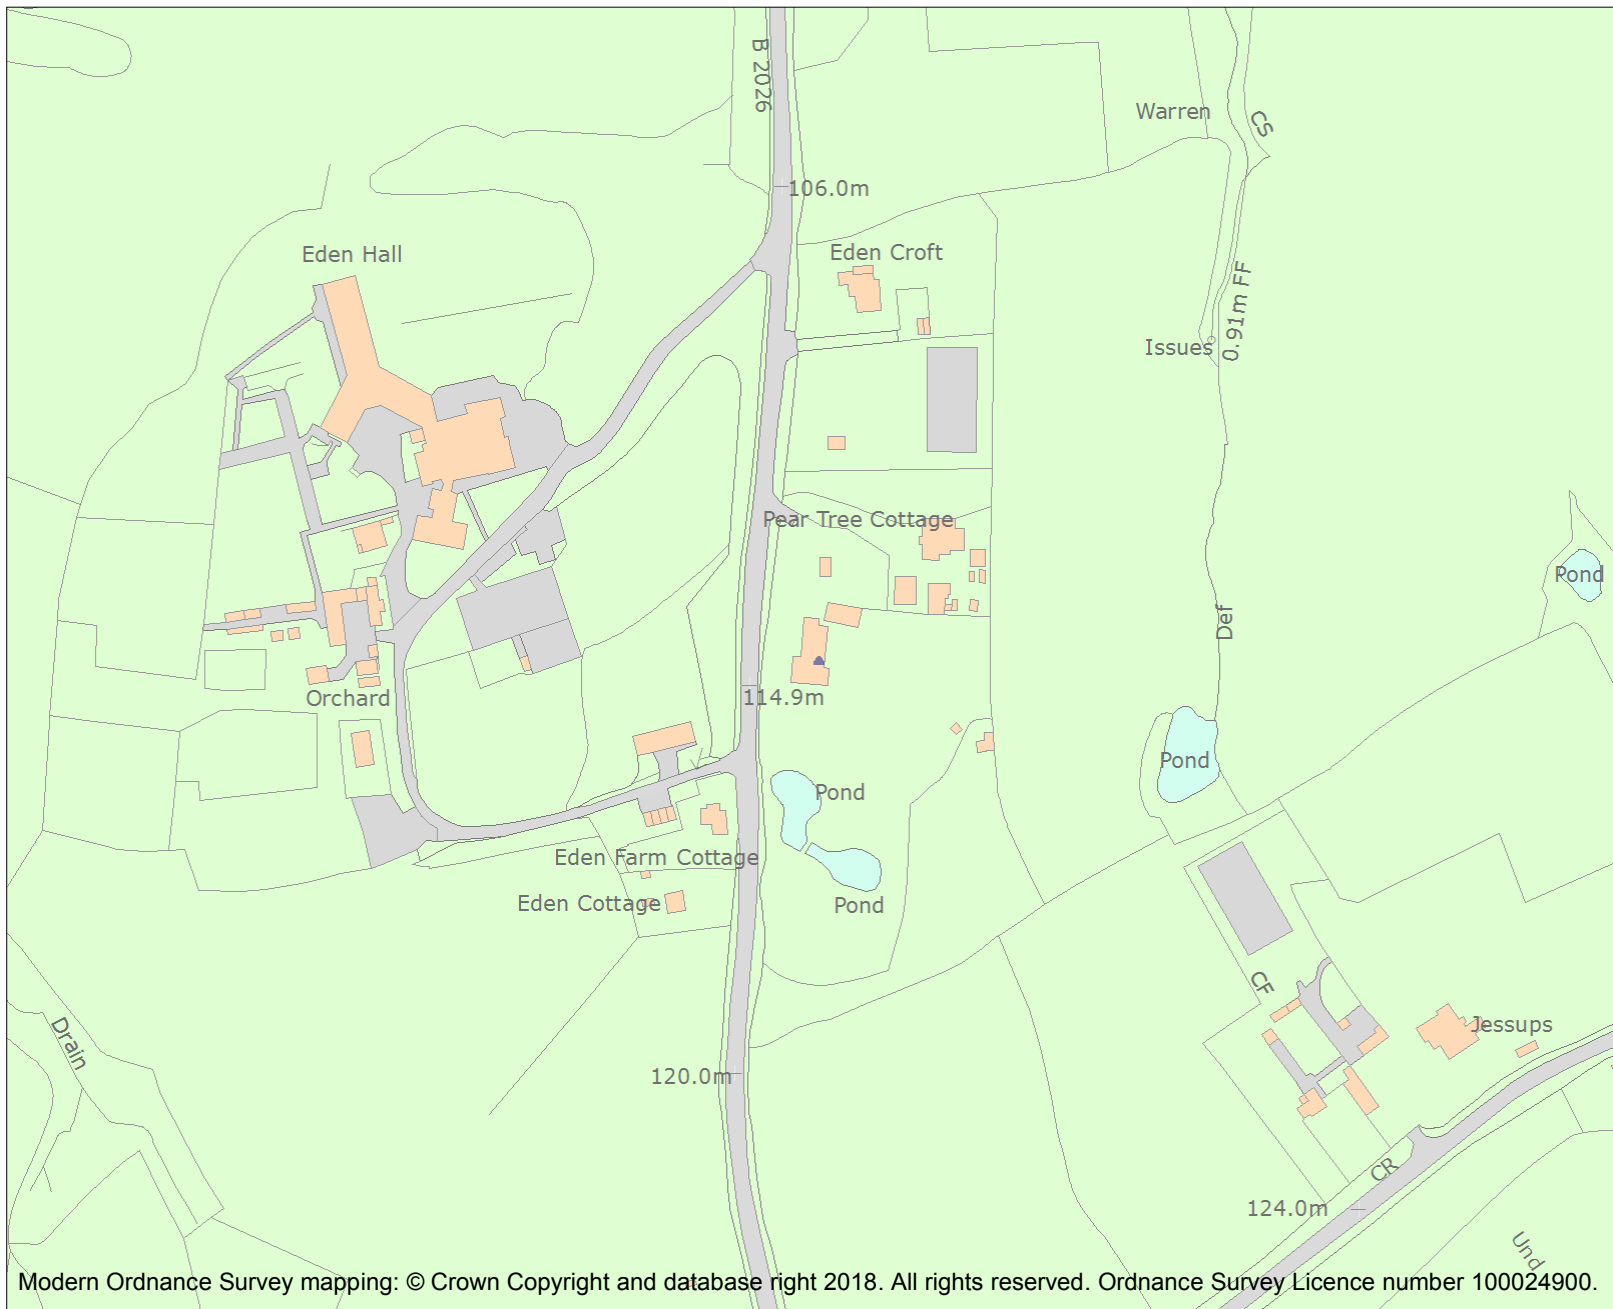 B 2026
Warren
CS
106.0m
Eden Hall
Eden Croft
0.91m FF
Issues
Pear Tree Cottage
Pond
Def
Orchard
114.9m
Pond
Pond
Eden Farm Cottage
Eden Cottage
Pond
CF
Drain
Jessups
120.0m
CR
124.0m
Und
Modern Ordnance Survey mapping: © Crown Copyright and database right 2018. All rights reserved. Ordnance Survey Licence number 100024900.